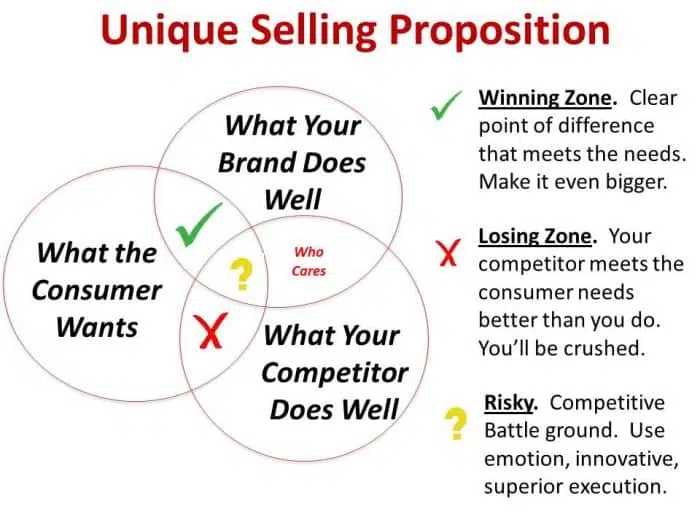 Unique Selling Proposition
What Your
Brand Does
Well
What the
Consumer
Wants
Who
Cares
?
What Your
Competitor
Does Well
Winning Zone. Clear
point of difference
that meets the needs.
Make it even bigger.
X
Losing Zone. Your
competitor meets the
consumer needs
better than you do.
You'll be crushed.
X
?
Risky. Competitive
Battle ground. Use
emotion, innovative,
superior execution.